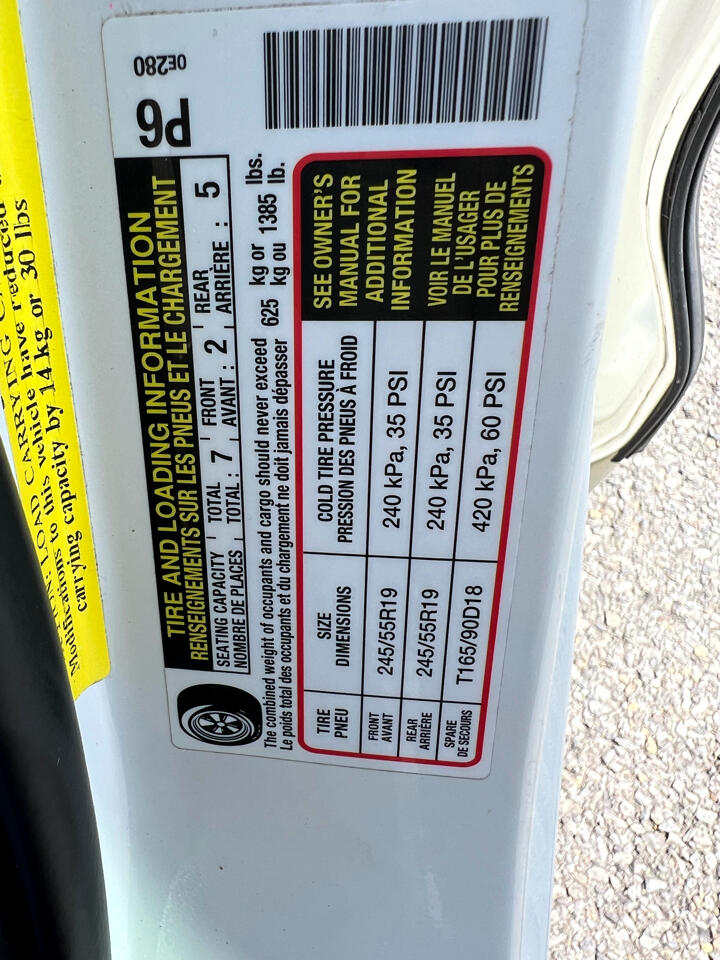 CARRYING CA
Modifications to this vehicle have reduced
carrying capacity by 14 kg or 30 lbs
TIRE AND LOADING INFORMATION
RENSEIGNEMENTS SUR LES PNEUS ET LE CHARGEMENT
SEATING CAPACITY TOTAL 7 FRONT 2 REAR 5
NOMBRE DE PLACES TOTAL : AVANT : ARRIÈRE :
The combined weight of occupants and cargo should never exceed 625 kg or 1385 lbs.
Le poids total des occupants et du chargement ne doit jamais dépasser kg ou lb.
TIRE SIZE COLD TIRE PRESSURE
PNEU DIMENSIONS PRESSION DES PNEUS À FROID
FRONT 245/55R19 240 kPa, 35 PSI
AVANT
REAR 245/55R19 240 kPa, 35 PSI
ARRIÈRE
SPARE T165/90D18 420 kPa, 60 PSI
DE SECOURS
SEE OWNER'S
MANUAL FOR
ADDITIONAL
INFORMATION
VOIR LE MANUEL
DE L'USAGER
POUR PLUS DE
RENSEIGNEMENTS
0E280
P6